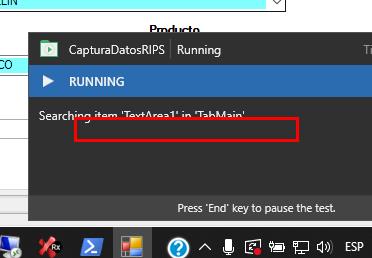 LIN
Producto
CO
CapturaDatosRIPS Running
RUNNING
Searching item 'TextArea1' in 'TabMain'
Press 'End' key to pause the test.
Rx
ESP